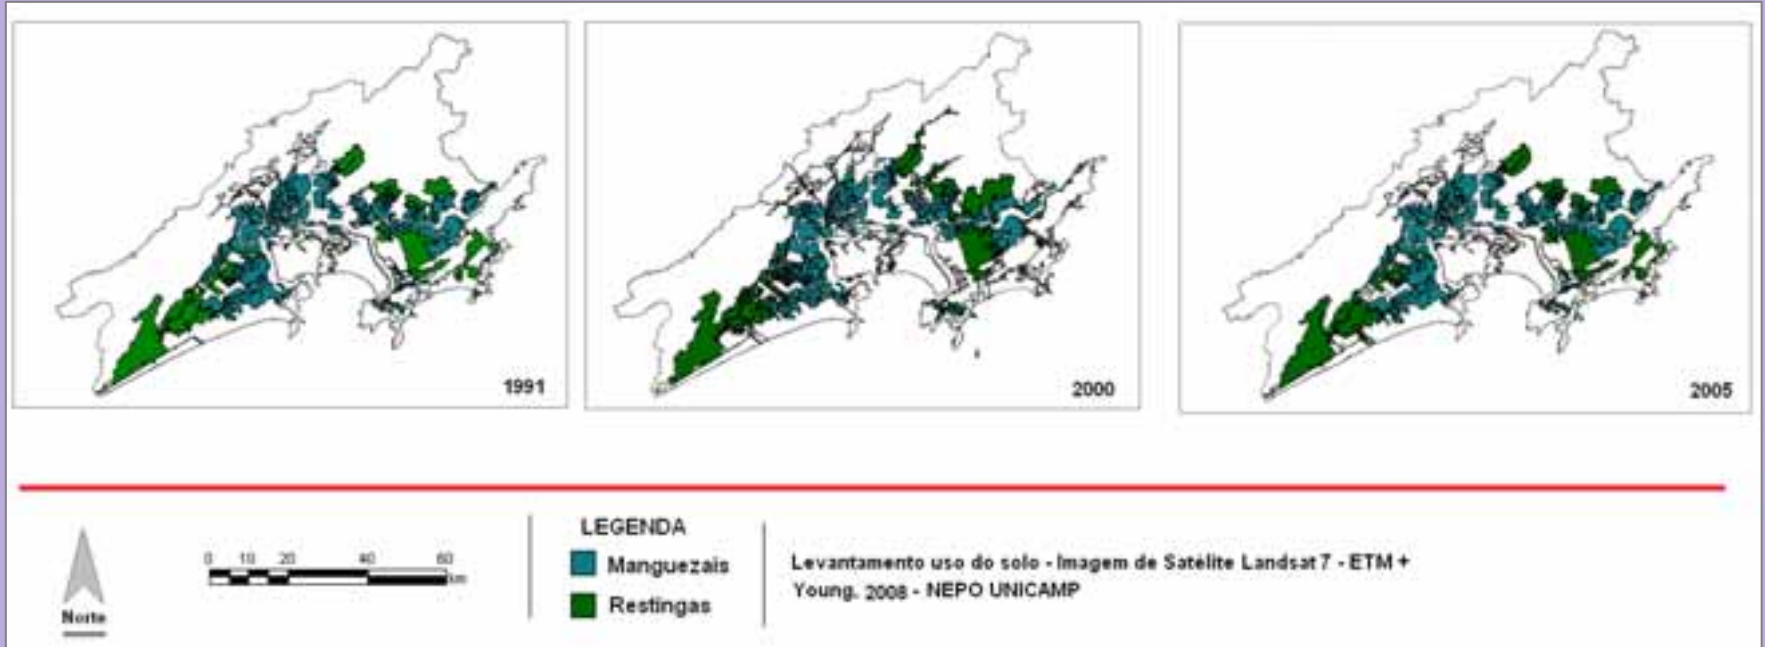 1991
2000
2005
Norte
0 10 20 40 60
km
LEGENDA
Manguezais
Restingas
Levantamento uso do solo - Imagem de Satélite Landsat 7 - ETM +
Young, 2008 - NEPO UNICAMP